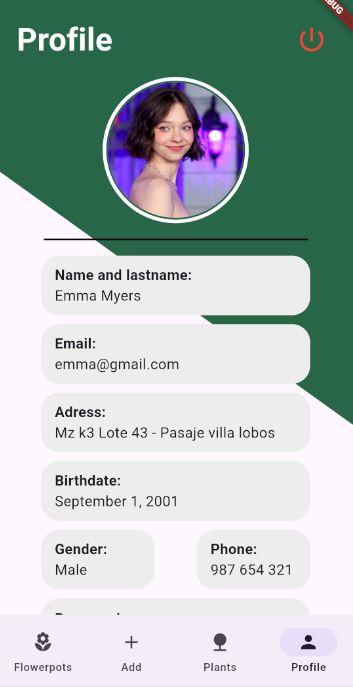 Profile
Name and lastname:
Emma Myers
Email:
emma@gmail.com
Adress:
Mz k3 Lote 43 - Pasaje villa lobos
Birthdate:
September 1, 2001
Gender:
Male
Phone:
987 654 321
Flowerpots
Add
Plants
Profile